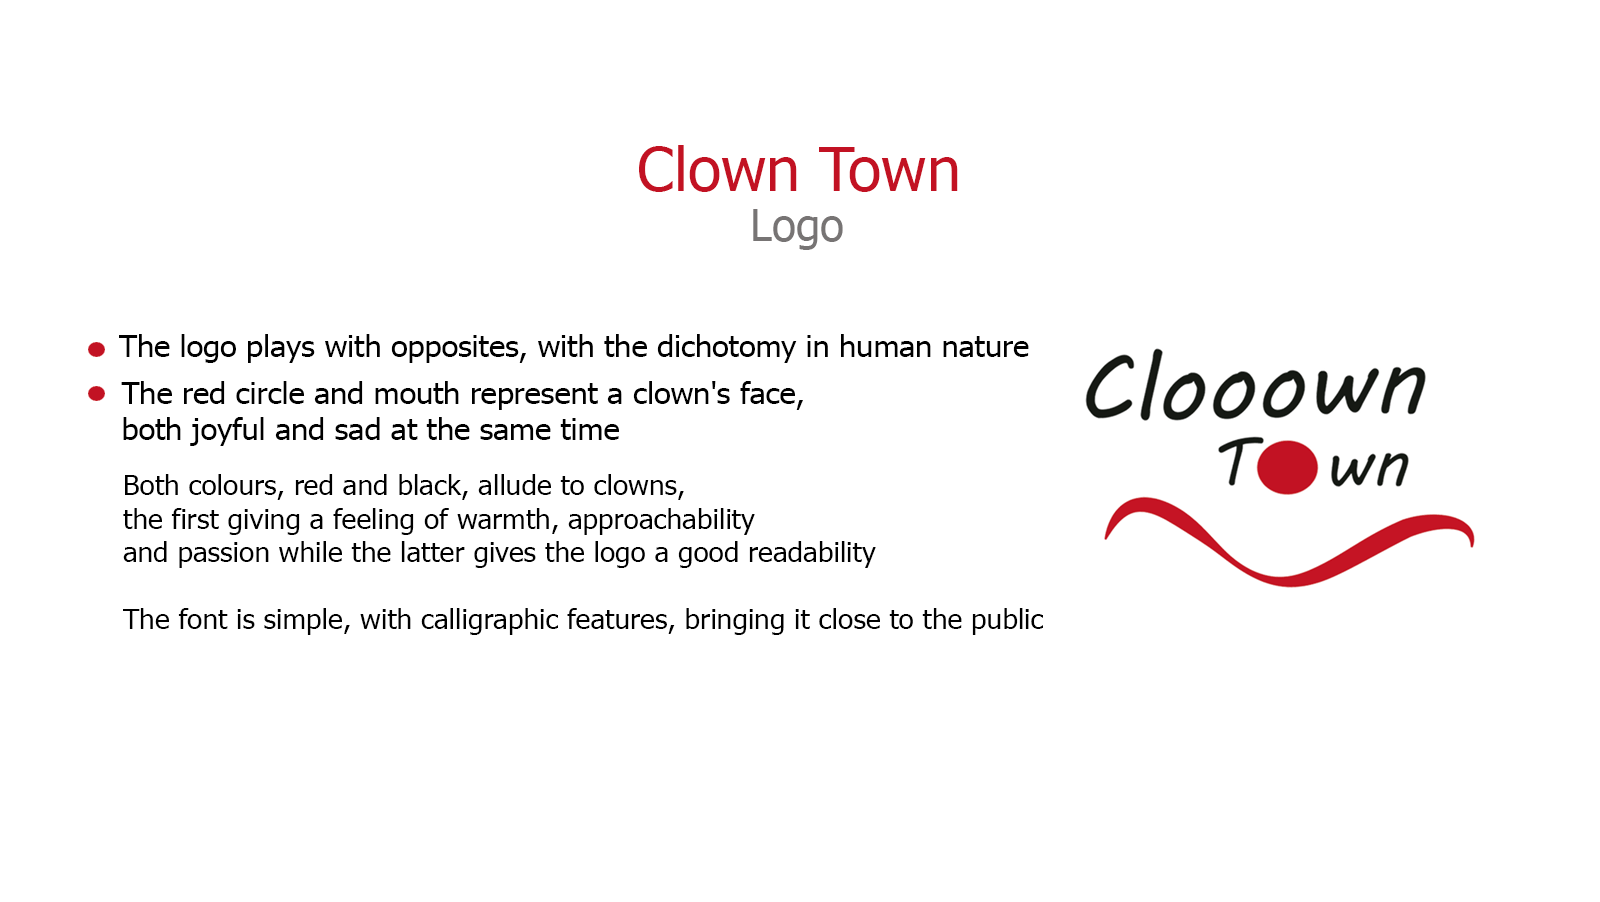 Clown Town
Logo
The logo plays with opposites, with the dichotomy in human nature
The red circle and mouth represent a clown's face,
both joyful and sad at the same time
Both colours, red and black, allude to clowns,
the first giving a feeling of warmth, approachability
and passion while the latter gives the logo a good readability
The font is simple, with calligraphic features, bringing it close to the public
Clooown
Town